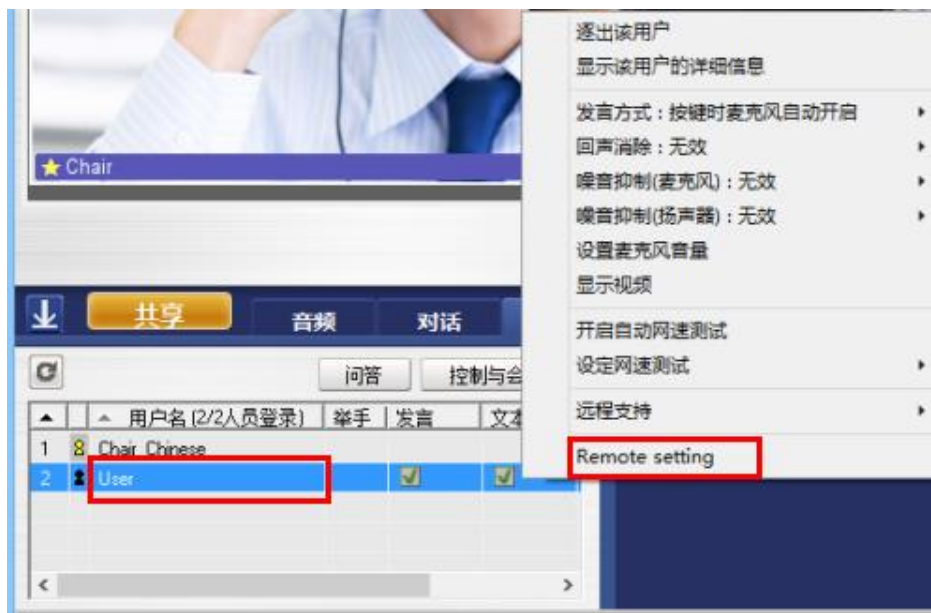 逐出该用户
显示该用户的详细信息
发言方式：按键时麦克风自动开启
回声消除：无效
噪音抑制(麦克风)：无效
噪音抑制(扬声器)：无效
设置麦克风音量
显示视频
开启自动网速测试
设定网速测试
远程支持
Remote setting
Chair
共享 音频 对话
问答 控制与会
用户名 (2/2人员登录) 举手 发言 文本
1 Chair_Chinese
2 User